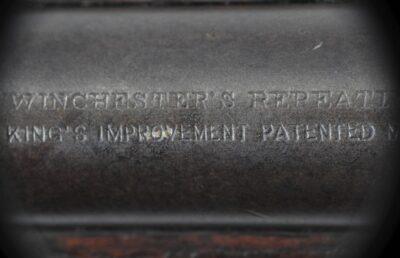 WINCHESTER'S REPEATI
KING'S IMPROVEMENT PATENTED M